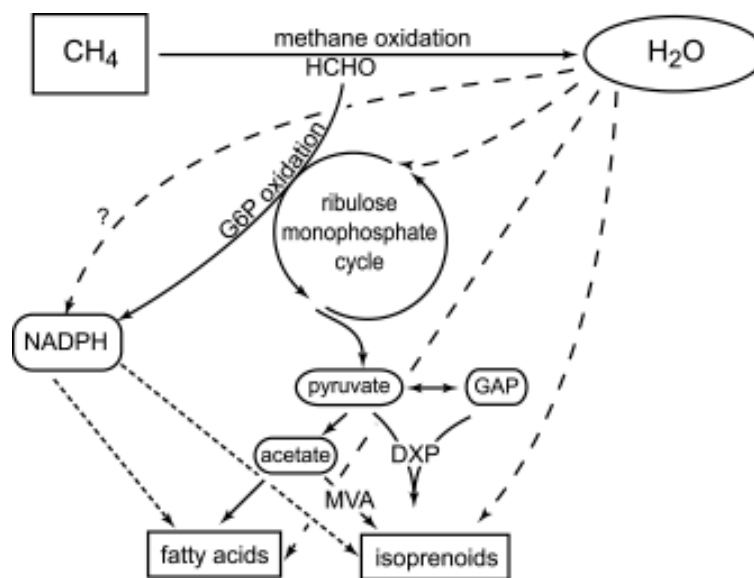 CH4
methane oxidation
HCHO
H2O
G6P oxidation
?
ribulose
monophosphate
cycle
NADPH
pyruvate
GAP
acetate
DXP
MVA
fatty acids
isoprenoids